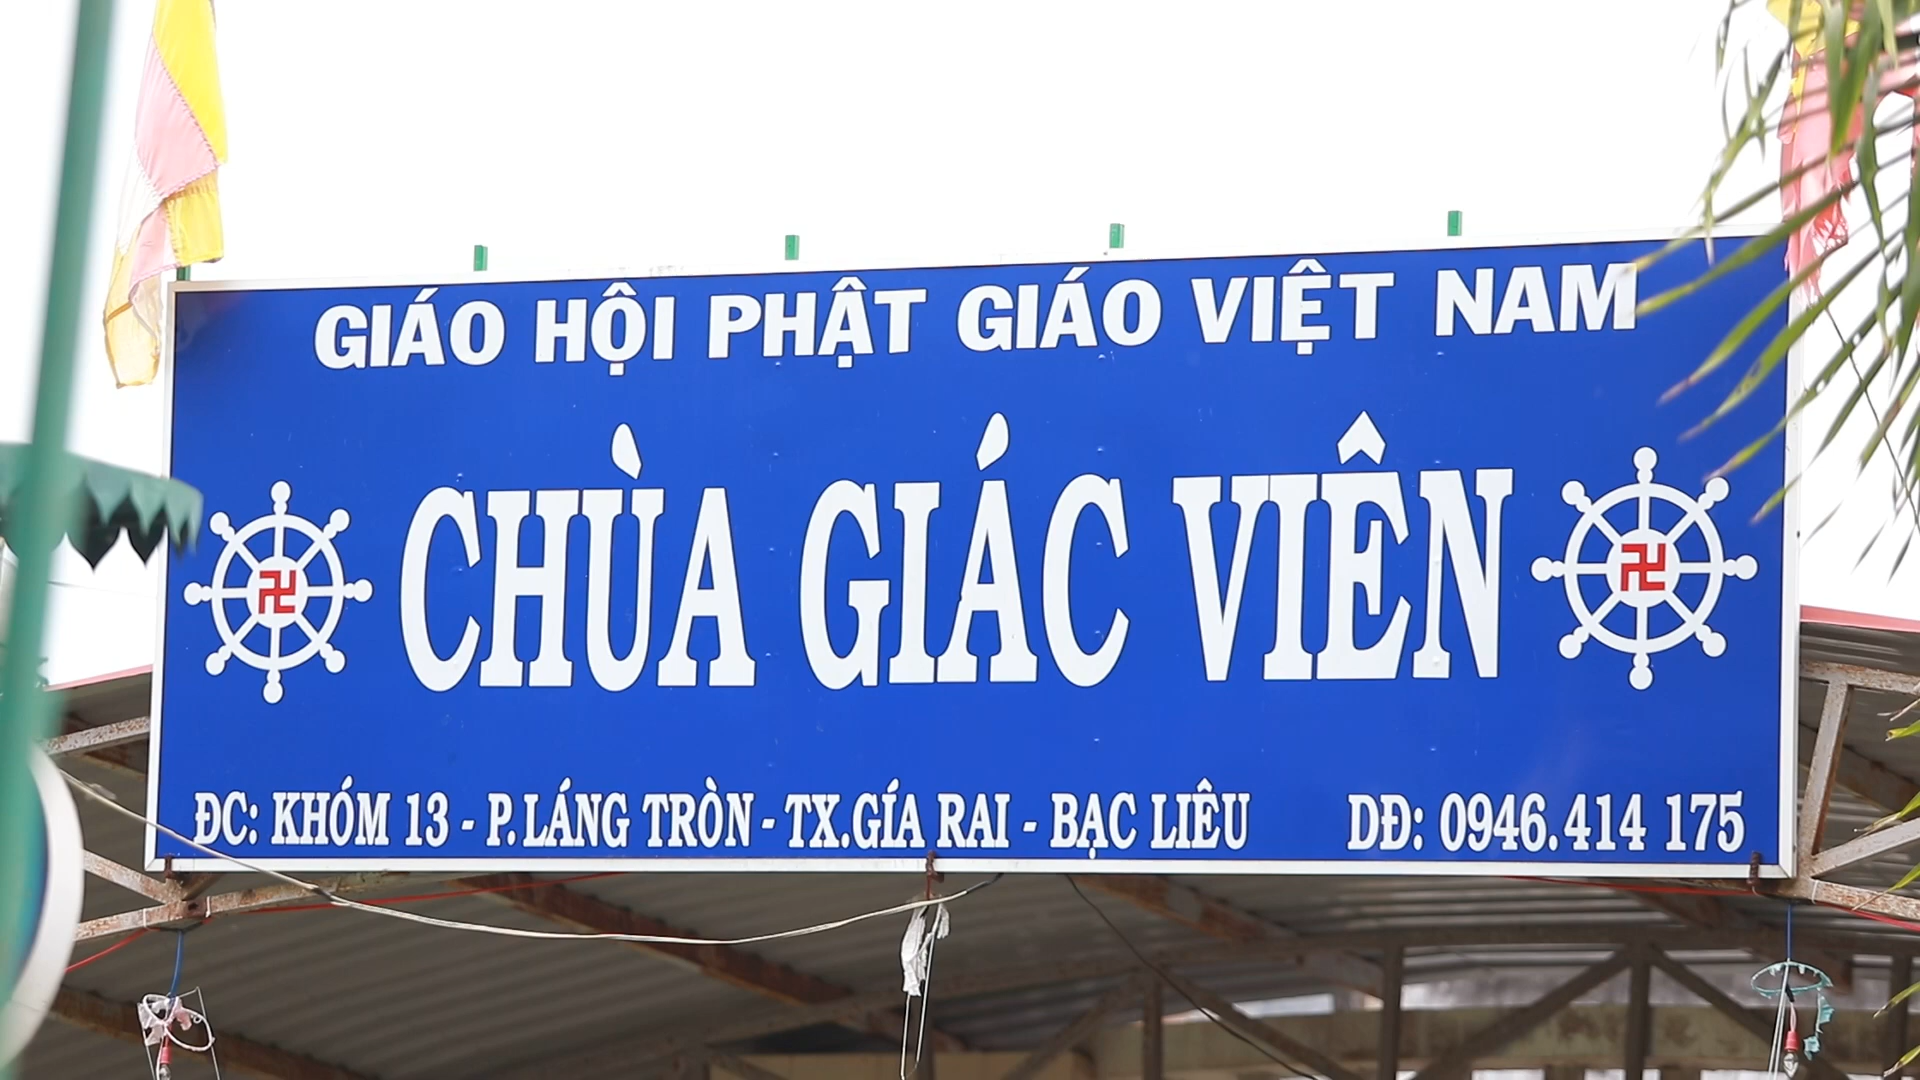 GIÁO HỘI PHẬT GIÁO VIỆT NAM
CHÙA GIÁC VIÊN
ĐC: KHÓM 13 - P.LÁNG TRÒN - TX.GÍA RAI - BẠC LIÊU DĐ: 0946.414 175